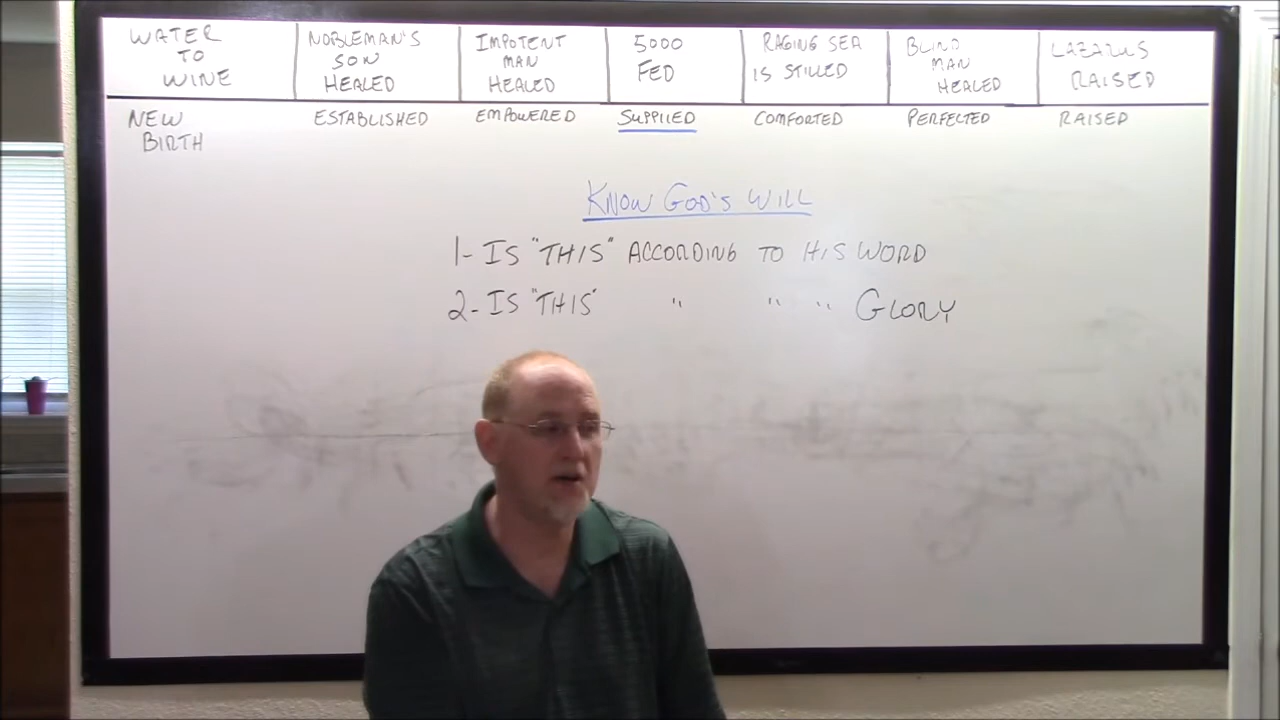 WATER
TO
WINE
NOBLEMAN'S
SON
HEALED
IMPOTENT
MAN
HEALED
5000
FED
RAGING SEA
IS STILLED
BLIND
MAN
HEALED
LAZARUS
RAISED
NEW
BIRTH
ESTABLISHED
EMPOWERED
SUPPLIED
COMFORTED
PERFECTED
RAISED
KNOW GOD'S WILL
1- IS "THIS" ACCORDING TO HIS WORD
2- IS "THIS" " " " GLORY